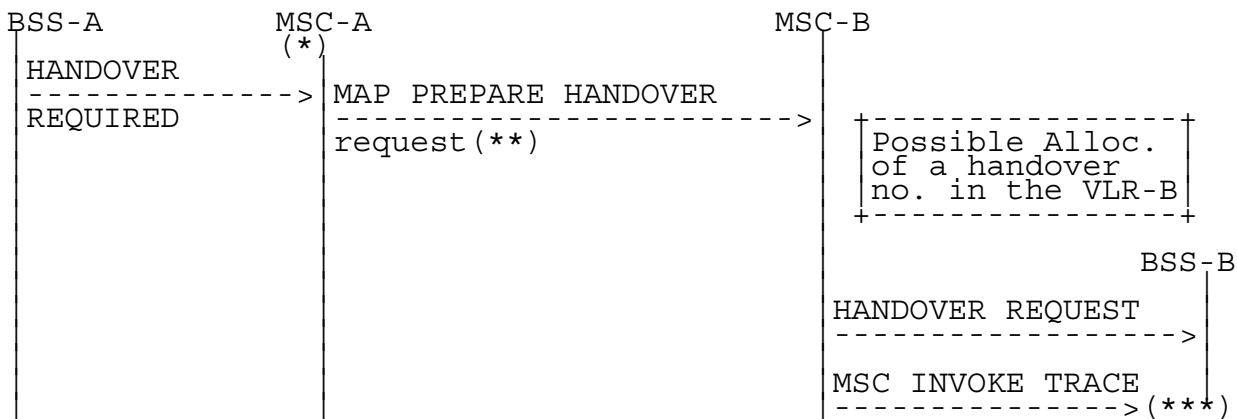 BSS-A MSC-A MSC-B
(*)
HANDOVER
REQUIRED
MAP PREPARE HANDOVER
request(**)
Possible Alloc.
of a handover
no. in the VLR-B
BSS-B
HANDOVER REQUEST
MSC INVOKE TRACE
(***)